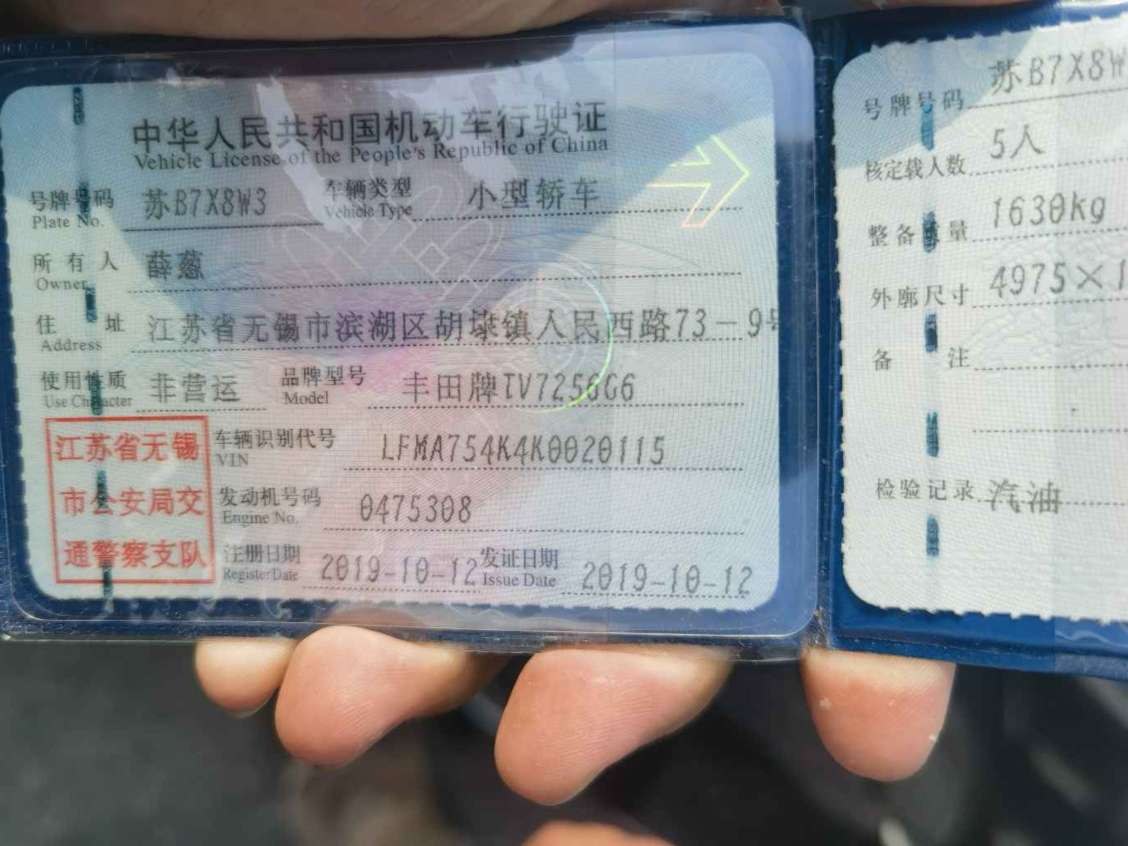 中华人民共和国机动车行驶证
Vehicle License of the People's Republic of China
号牌号码 苏B7X8W3 车辆类型 小型轿车
Plate No. Vehicle Type
所有人 薛慈
Owner
住址 江苏省无锡市滨湖区胡埭镇人民西路73-9号
Address
使用性质 非营运 品牌型号 丰田牌TV7250G6
Use Character Model
江苏省无锡
市公安局交
通警察支队
车辆识别代号 LFMA754K4K0020115
VIN
发动机号码 0475308
Engine No.
注册日期 2019-10-12 发证日期 2019-10-12
Register Date Issue Date
号牌号码 苏B7X8W
核定载人数 5人
整备质量 1630kg
外廓尺寸 4975×1
备注
检验记录 汽油